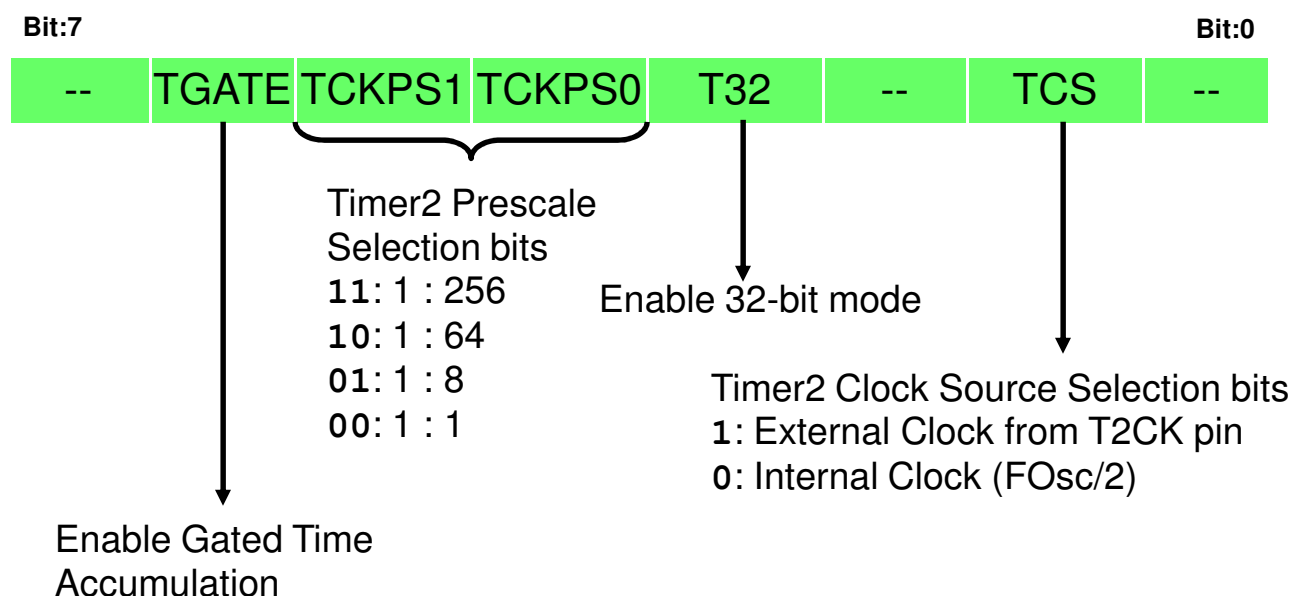 Bit:7 Bit:0
-- TGATE TCKPS1 TCKPS0 T32 -- TCS --
Timer2 Prescale
Selection bits
11: 1 : 256
10: 1 : 64
01: 1 : 8
00: 1 : 1
Enable 32-bit mode
Timer2 Clock Source Selection bits
1: External Clock from T2CK pin
0: Internal Clock (FOsc/2)
Enable Gated Time
Accumulation